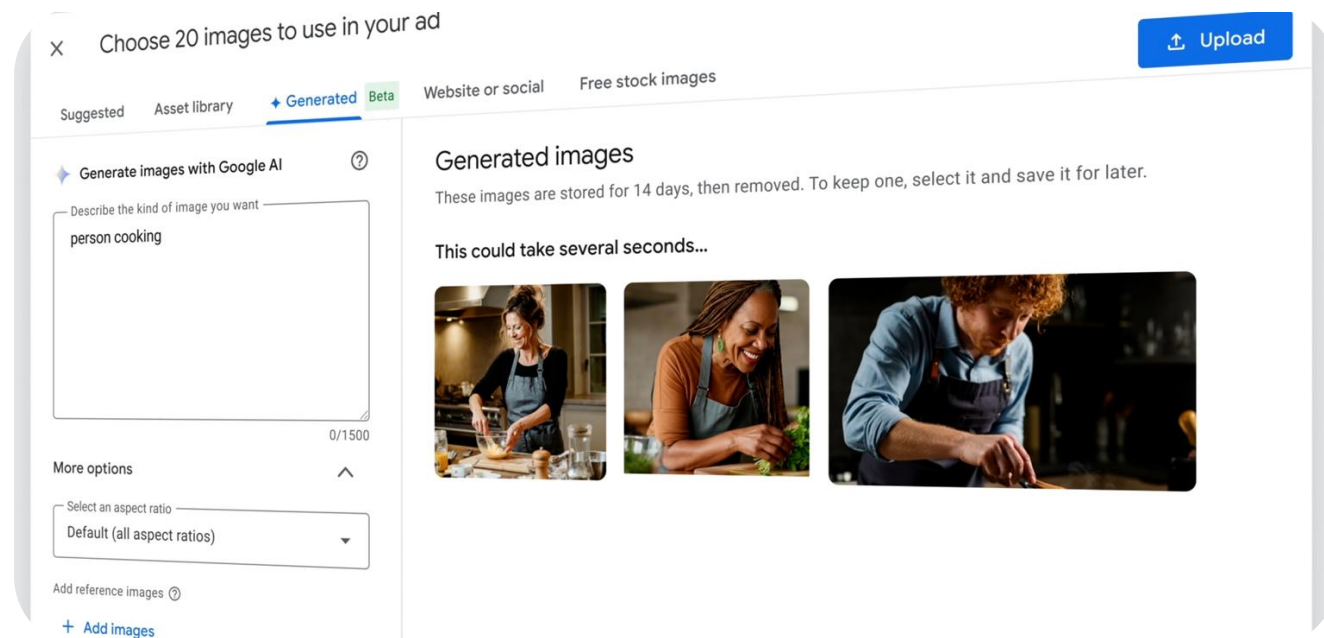 X
Choose 20 images to use in your ad
Upload
Suggested
Asset library
Generated Beta
Website or social
Free stock images
Generate images with Google AI
Describe the kind of image you want
person cooking
0/1500
More options
Select an aspect ratio
Default (all aspect ratios)
Add reference images
+ Add images
Generated images
These images are stored for 14 days, then removed. To keep one, select it and save it for later.
This could take several seconds...